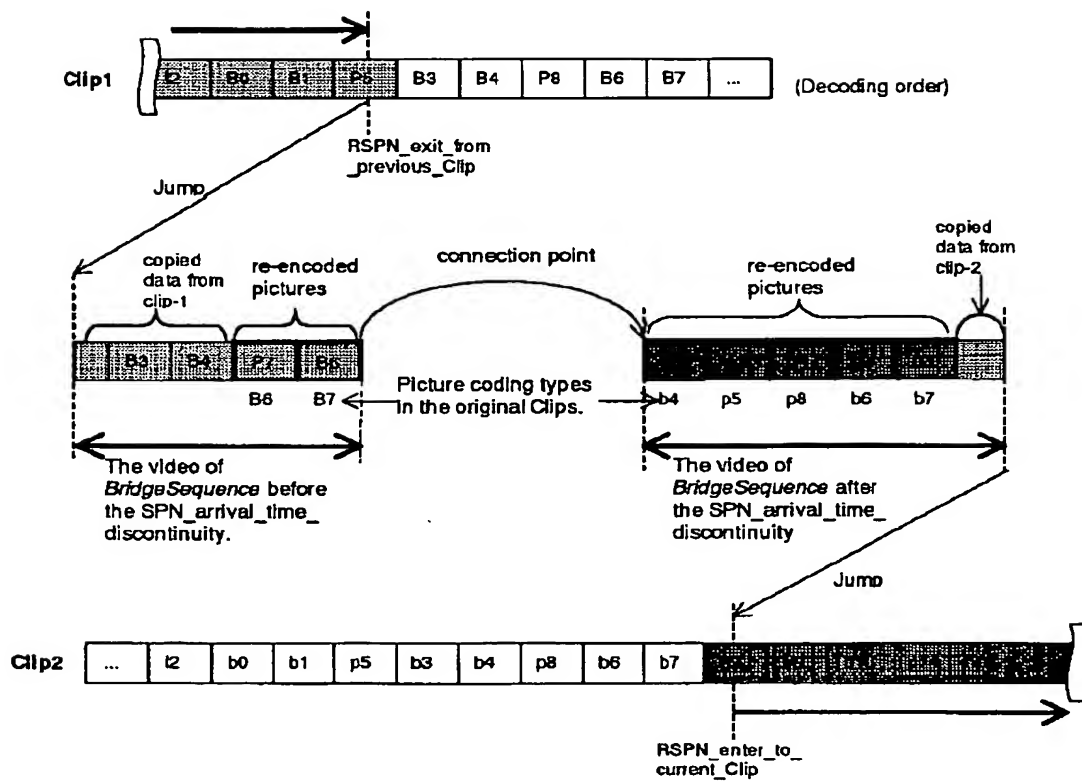 Clip1
I2 B0 B1 P5 B3 B4 P8 B6 B7 ...
(Decoding order)
RSPN_exit_from
_previous_Clip
Jump
copied
data from
clip-1
re-encoded
pictures
connection point
re-encoded
pictures
copied
data from
clip-2
B3 B4 P7 B6
B6 B7
Picture coding types
in the original Clips.
b4 p5 p8 b6 b7
The video of
BridgeSequence before
the SPN_arrival_time_
discontinuity.
The video of
BridgeSequence after
the SPN_arrival_time_
discontinuity
Jump
Clip2
... i2 b0 b1 p5 b3 b4 p8 b6 b7
RSPN_enter_to_
current_Clip